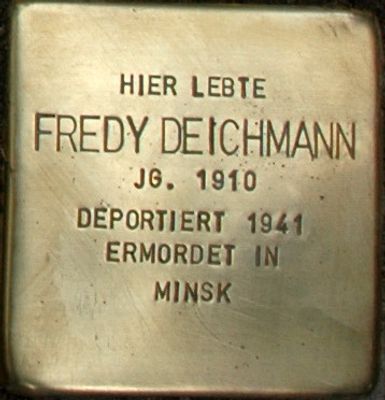 HIER LEBTE
FREDY DEICHMANN
JG. 1910
DEPORTIERT 1941
ERMORDET IN
MINSK